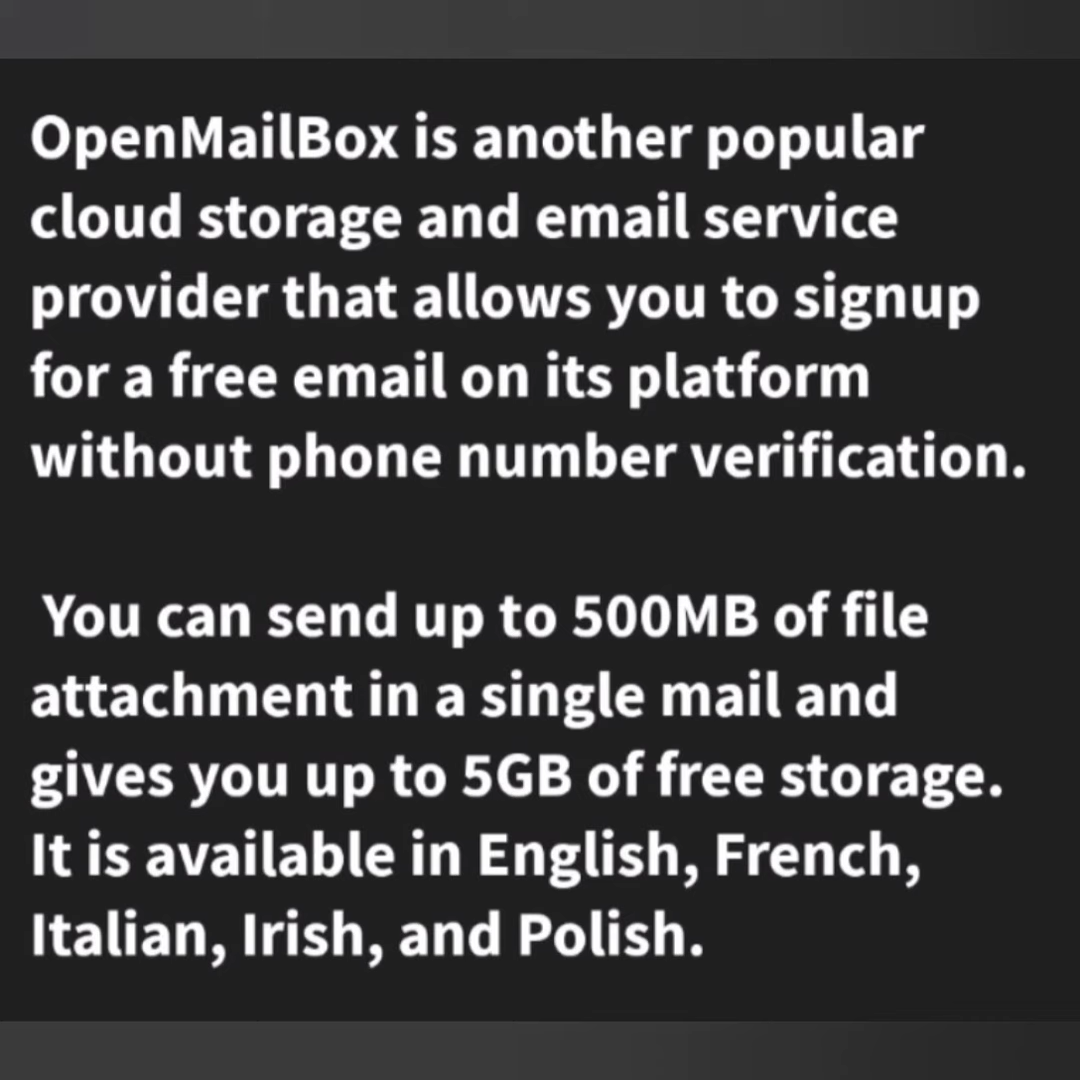 OpenMailBox is another popular
cloud storage and email service
provider that allows you to signup
for a free email on its platform
without phone number verification.
You can send up to 500MB of file
attachment in a single mail and
gives you up to 5GB of free storage.
It is available in English, French,
Italian, Irish, and Polish.